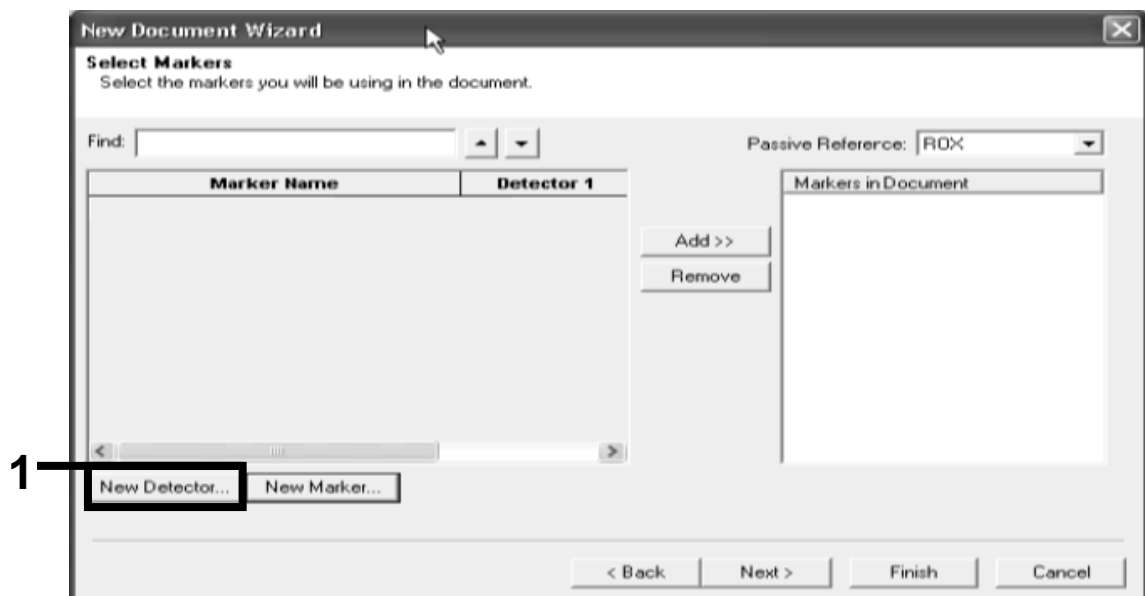 New Document Wizard
Select Markers
Select the markers you will be using in the document.
Find:
Passive Reference: ROX
Marker Name Detector 1
Markers in Document
Add >>
Remove
1
New Detector... New Marker...
< Back Next > Finish Cancel